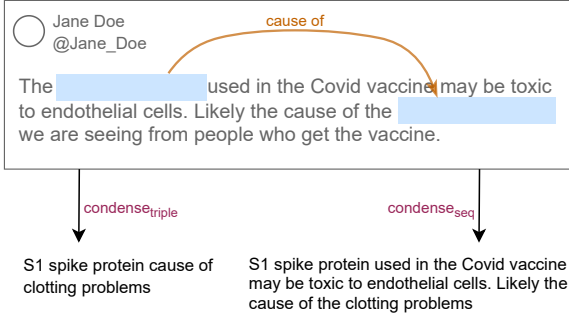 Jane Doe
@Jane_Doe
cause of
The used in the Covid vaccine may be toxic
to endothelial cells. Likely the cause of the
we are seeing from people who get the vaccine.
condense_triple
condense_seq
S1 spike protein cause of
clotting problems
S1 spike protein used in the Covid vaccine
may be toxic to endothelial cells. Likely the
cause of the clotting problems